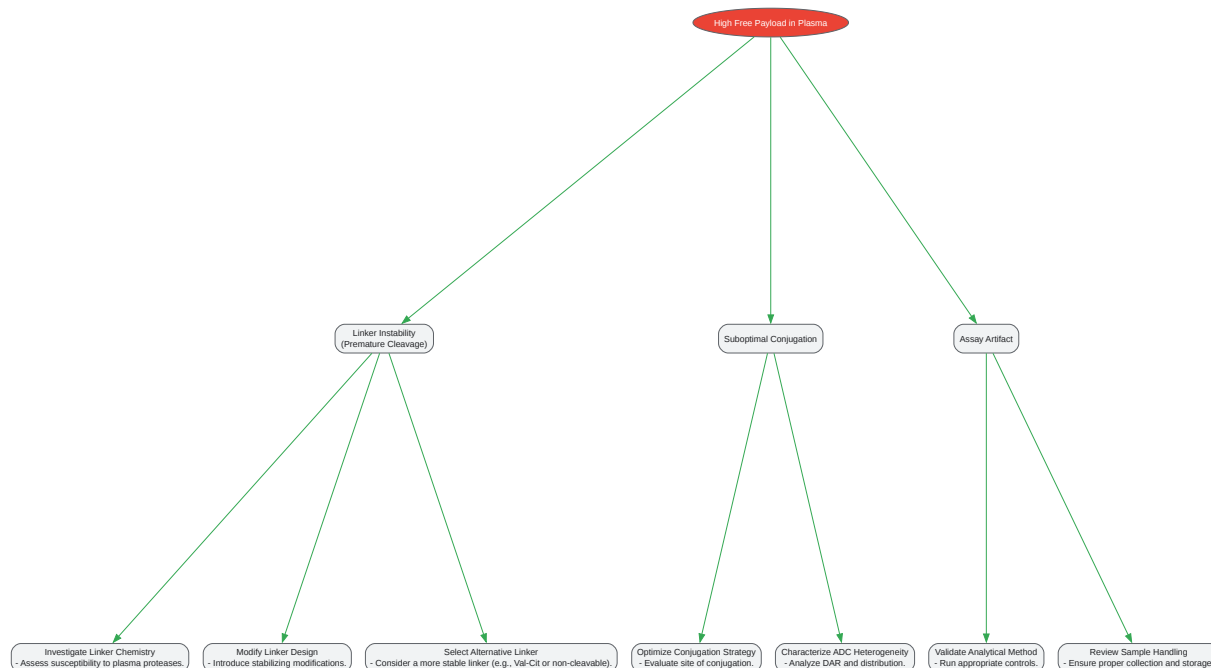 High Free Payload in Plasma
Linker Instability
(Premature Cleavage)
Suboptimal Conjugation
Assay Artifact
Investigate Linker Chemistry
- Assess susceptibility to plasma proteases.
Modify Linker Design
- Introduce stabilizing modifications.
Select Alternative Linker
- Consider a more stable linker (e.g., Val-Cit or non-cleavable).
Optimize Conjugation Strategy
- Evaluate site of conjugation.
Characterize ADC Heterogeneity
- Analyze DAR and distribution.
Validate Analytical Method
- Run appropriate controls.
Review Sample Handling
- Ensure proper collection and storage